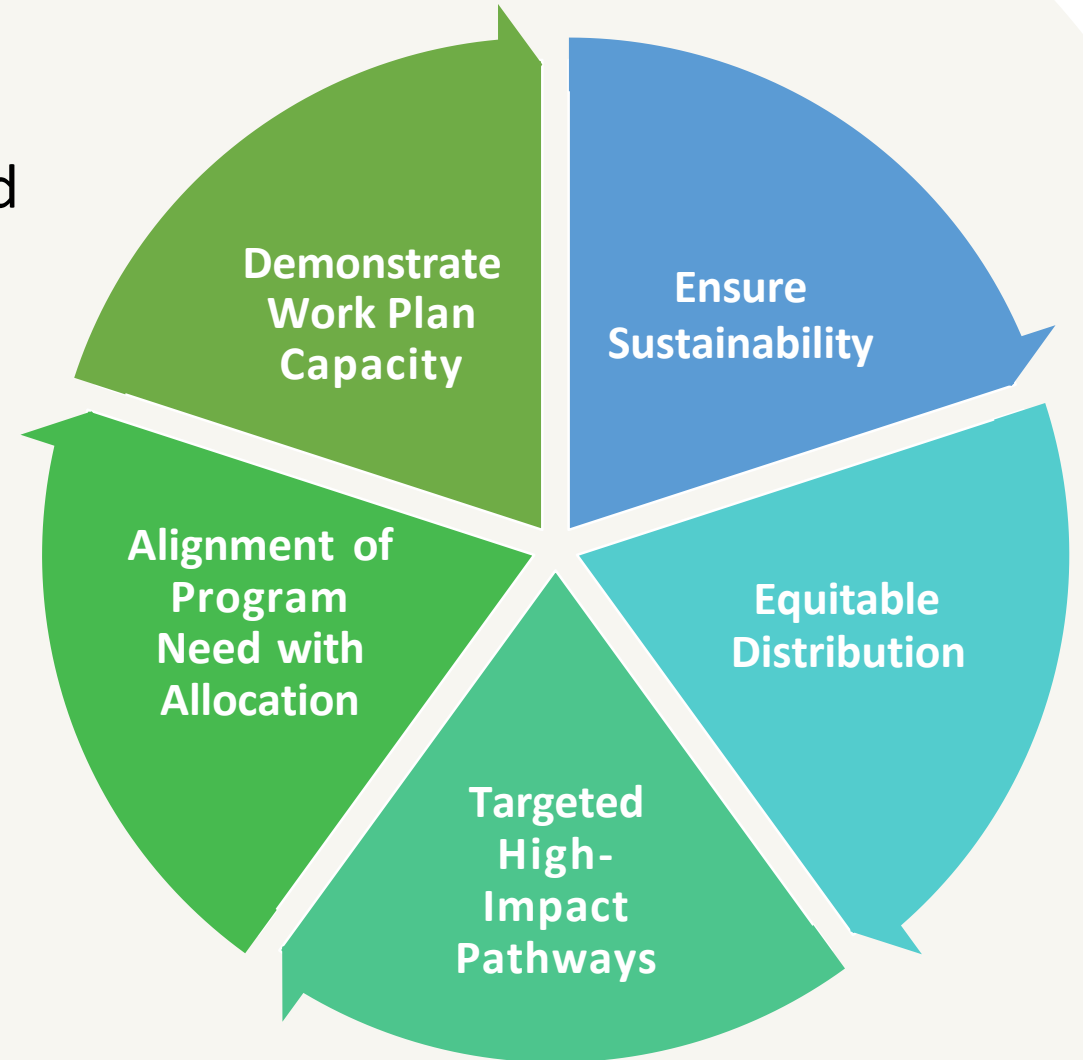 d
Demonstrate
Work Plan
Capacity
Ensure
Sustainability
Equitable
Distribution
Targeted
High-
Impact
Pathways
Alignment of
Program
Need with
Allocation